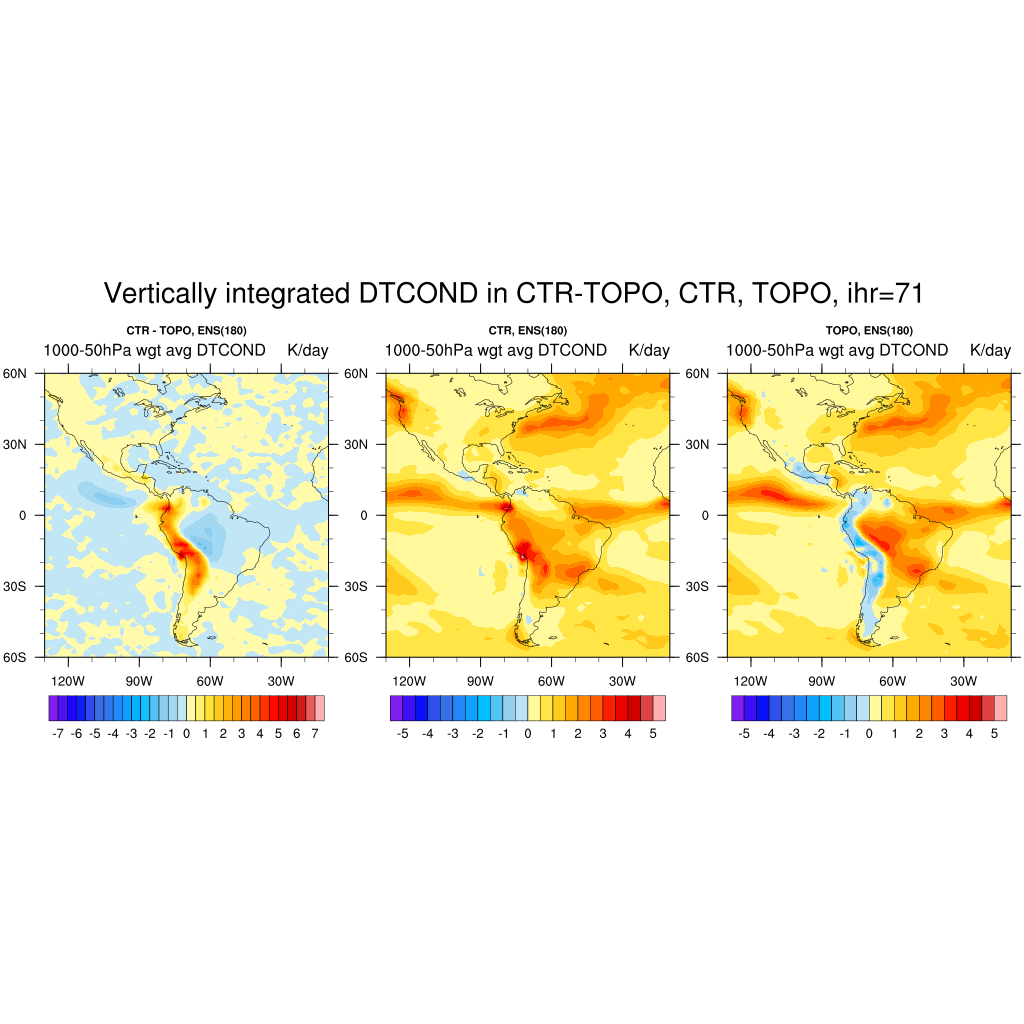 Vertically integrated DTCOND in CTR-TOPO, CTR, TOPO, ihr=71
CTR - TOPO, ENS(180)
1000-50hPa wgt avg DTCOND K/day
60N
30N
0
30S
60S
120W 90W 60W 30W
-7 -6 -5 -4 -3 -2 -1 0 1 2 3 4 5 6 7
CTR, ENS(180)
1000-50hPa wgt avg DTCOND K/day
60N
30N
0
30S
60S
120W 90W 60W 30W
-5 -4 -3 -2 -1 0 1 2 3 4 5
TOPO, ENS(180)
1000-50hPa wgt avg DTCOND K/day
60N
30N
0
30S
60S
120W 90W 60W 30W
-5 -4 -3 -2 -1 0 1 2 3 4 5